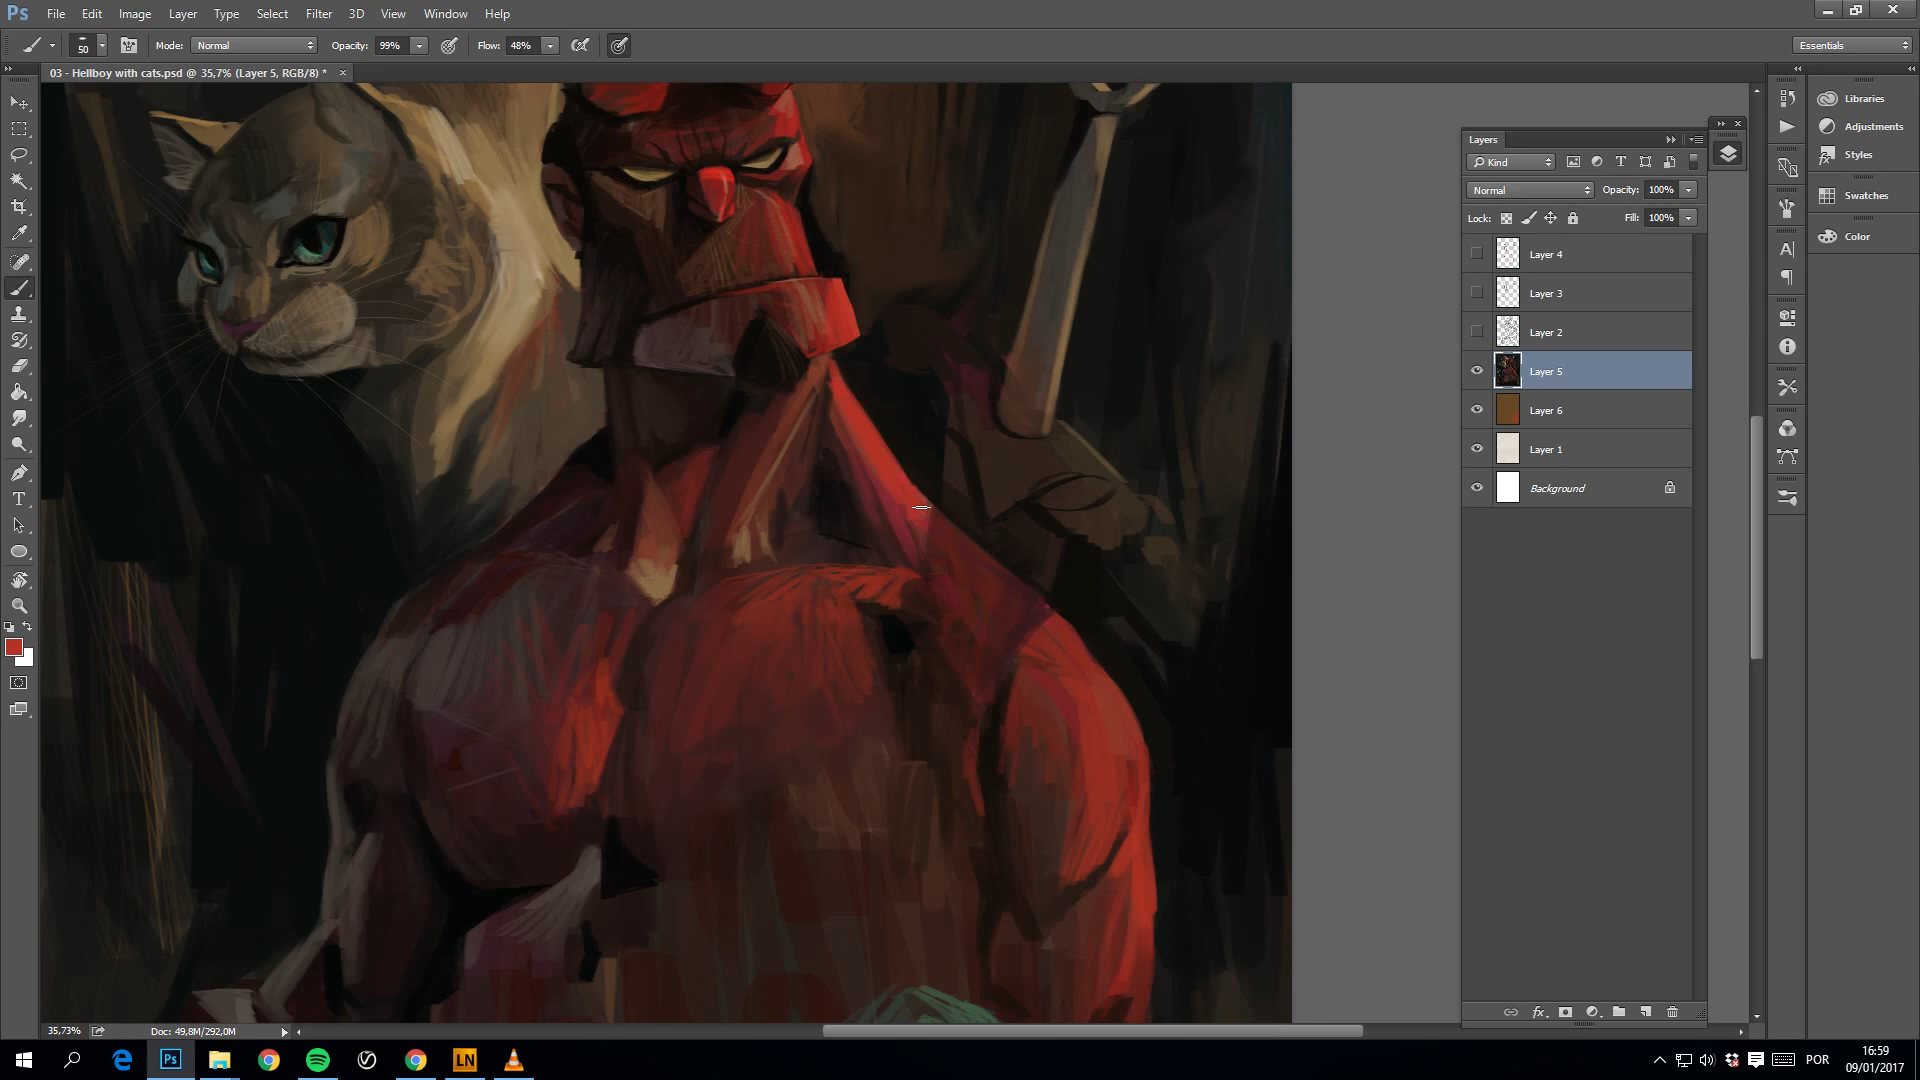 Ps File Edit Image Layer Type Select Filter 3D View Window Help
50 Mode: Normal Opacity: 99% Flow: 48% Essentials
03 - Hellboy with cats.psd @ 35,7% (Layer 5, RGB/8) * ×
Layers
Kind
Normal Opacity: 100%
Lock: Fill: 100%
Layer 4
Layer 3
Layer 2
Layer 5
Layer 6
Layer 1
Background
fx
Libraries
Adjustments
Styles
Swatches
Color
35,73% Doc: 49,8M/292,0M
Ps LN POR 16:59
09/01/2017